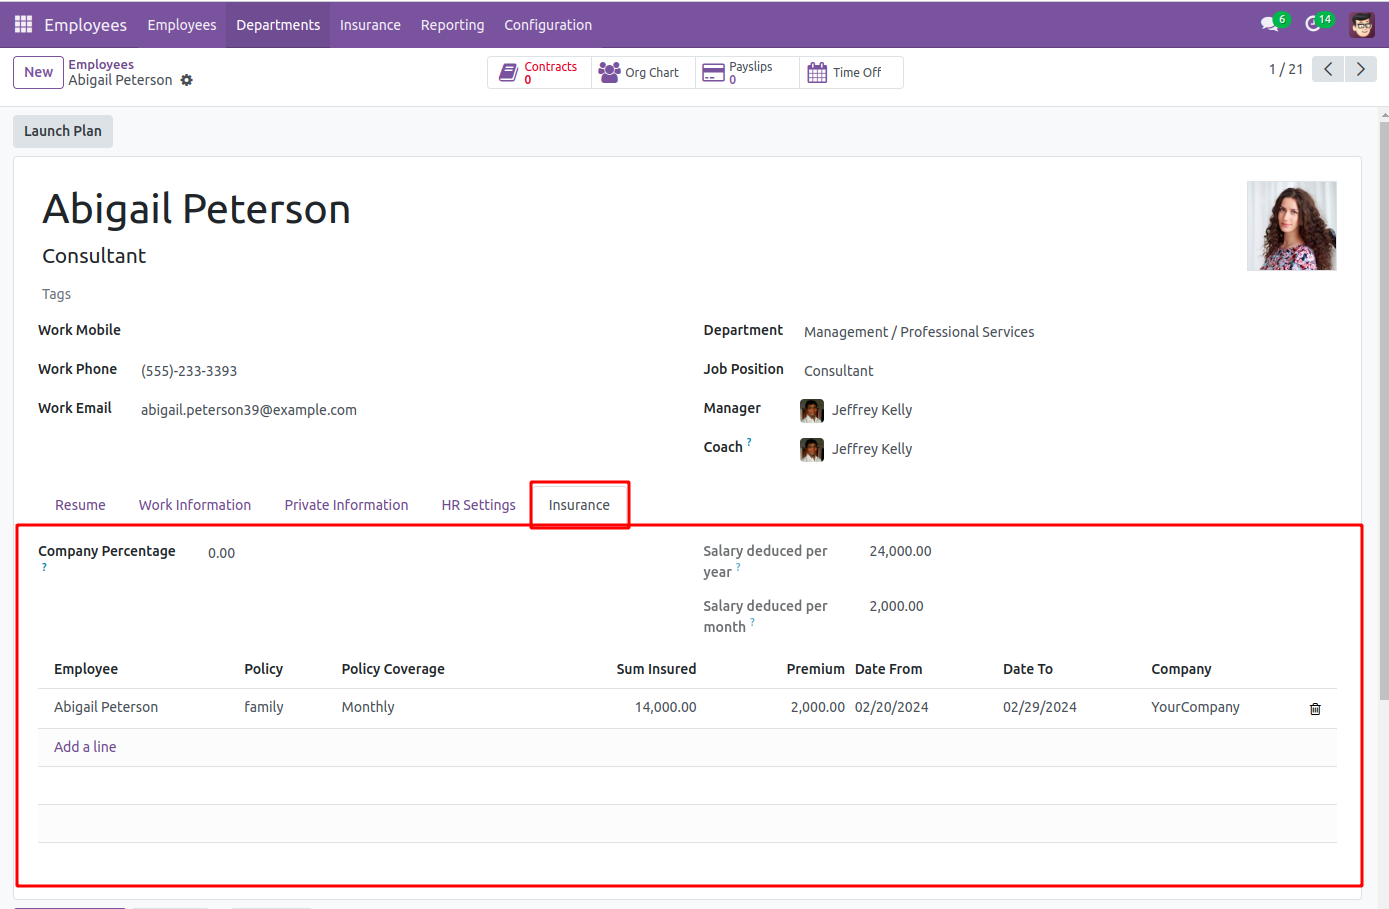 Employees Employees Departments Insurance Reporting Configuration 6 14
New Employees
Abigail Peterson
Contracts 0 Org Chart Payslips 0 Time Off
1 / 21
Launch Plan
Abigail Peterson
Consultant
Tags
Work Mobile
Work Phone (555)-233-3393
Work Email abigail.peterson39@example.com
Department Management / Professional Services
Job Position Consultant
Manager Jeffrey Kelly
Coach ? Jeffrey Kelly
Resume Work Information Private Information HR Settings Insurance
Company Percentage ? 0.00
Salary deduced per year ? 24,000.00
Salary deduced per month ? 2,000.00
Employee Policy Policy Coverage Sum Insured Premium Date From Date To Company
Abigail Peterson family Monthly 14,000.00 2,000.00 02/20/2024 02/29/2024 YourCompany
Add a line